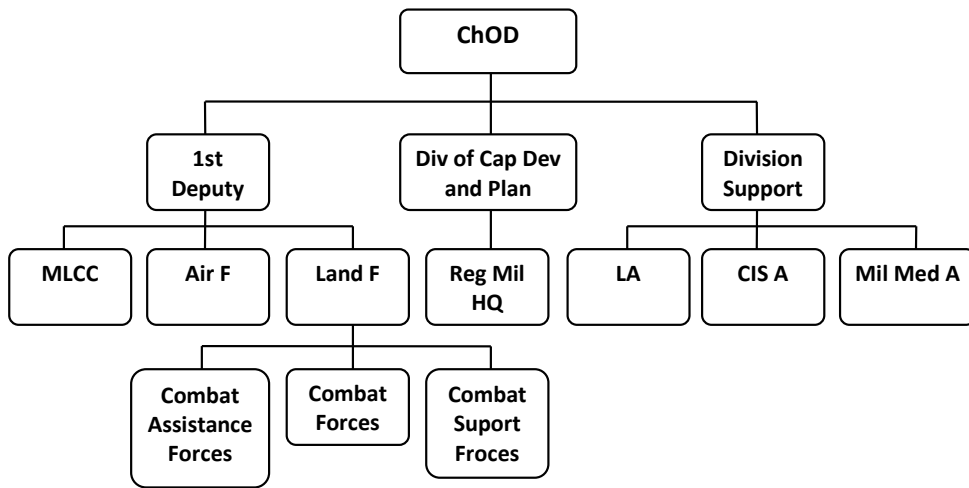 ChOD
1st
Deputy
Div of Cap Dev
and Plan
Division
Support
MLCC
Air F
Land F
Reg Mil
HQ
LA
CIS A
Mil Med A
Combat
Assistance
Forces
Combat
Forces
Combat
Suport
Froces